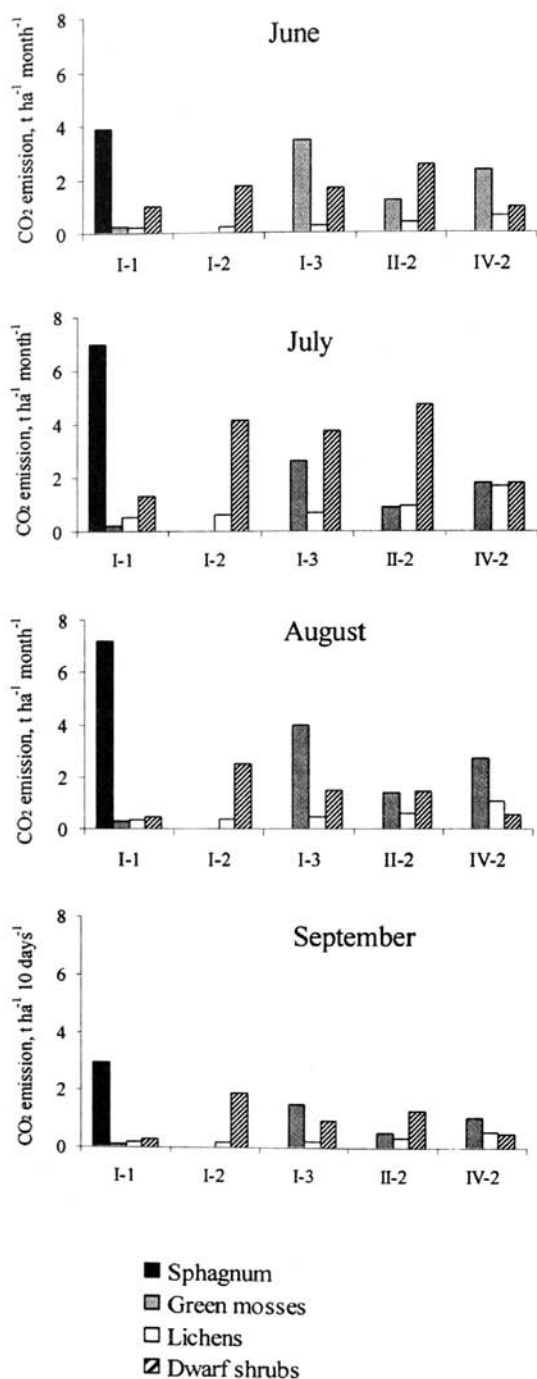 June
CO₂ emission, t ha⁻¹ month⁻¹
8
6
4
2
0
I-1 I-2 I-3 II-2 IV-2
July
CO₂ emission, t ha⁻¹ month⁻¹
8
6
4
2
0
I-1 I-2 I-3 II-2 IV-2
August
CO₂ emission, t ha⁻¹ month⁻¹
8
6
4
2
0
I-1 I-2 I-3 II-2 IV-2
September
CO₂ emission, t ha⁻¹ 10 days⁻¹
8
6
4
2
0
I-1 I-2 I-3 II-2 IV-2
Sphagnum
Green mosses
Lichens
Dwarf shrubs